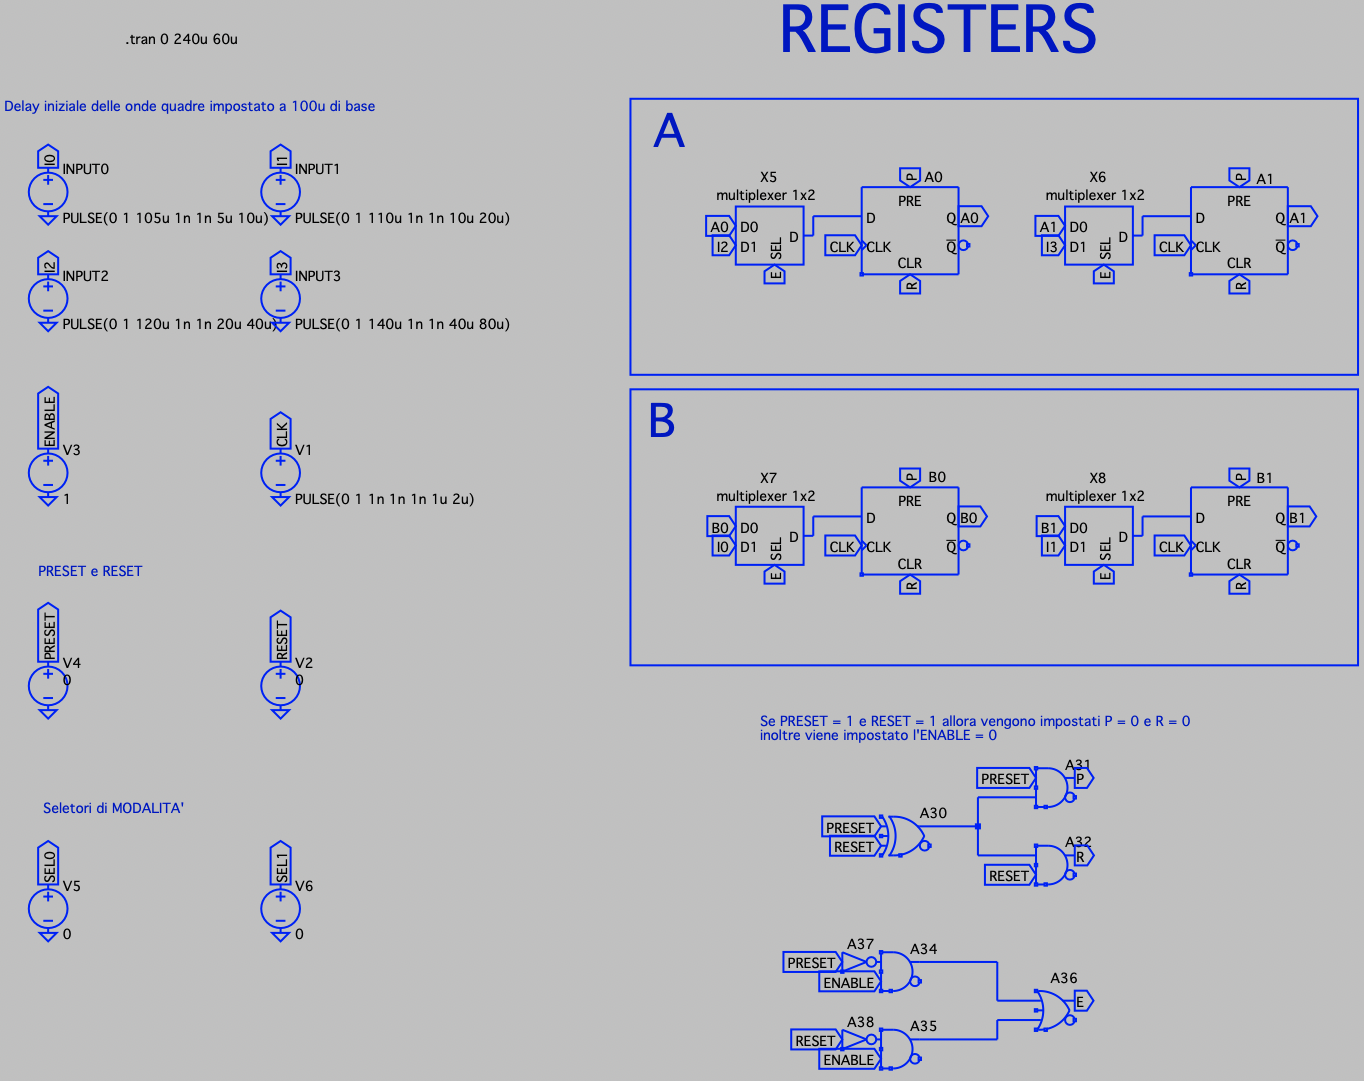 REGISTERS
.tran 0 240u 60u
Delay iniziale delle onde quadre impostato a 100u di base
I0
INPUT0
PULSE(0 1 105u 1n 1n 5u 10u)
I1
INPUT1
PULSE(0 1 110u 1n 1n 10u 20u)
I2
INPUT2
PULSE(0 1 120u 1n 1n 20u 40u)
I3
INPUT3
PULSE(0 1 140u 1n 1n 40u 80u)
ENABLE
V3
1
CLK
V1
PULSE(0 1 1n 1n 1n 1u 2u)
PRESET e RESET
PRESET
V4
0
RESET
V2
0
Seletori di MODALITA'
SEL0
V5
0
SEL1
V6
0
A
X5
multiplexer 1x2
A0
I2
D0
D1
SEL
D
E
P
A0
PRE
D
Q
A0
CLK
CLK
Q
CLR
R
X6
multiplexer 1x2
A1
I3
D0
D1
SEL
D
E
P
A1
PRE
D
Q
A1
CLK
CLK
Q
CLR
R
B
X7
multiplexer 1x2
B0
I0
D0
D1
SEL
D
E
P
B0
PRE
D
Q
B0
CLK
CLK
Q
CLR
R
X8
multiplexer 1x2
B1
I1
D0
D1
SEL
D
E
P
B1
PRE
D
Q
B1
CLK
CLK
Q
CLR
R
Se PRESET = 1 e RESET = 1 allora vengono impostati P = 0 e R = 0
inoltre viene impostato l'ENABLE = 0
A31
PRESET
P
A30
PRESET
RESET
A32
R
RESET
A37
A34
PRESET
ENABLE
A36
E
A38
A35
RESET
ENABLE